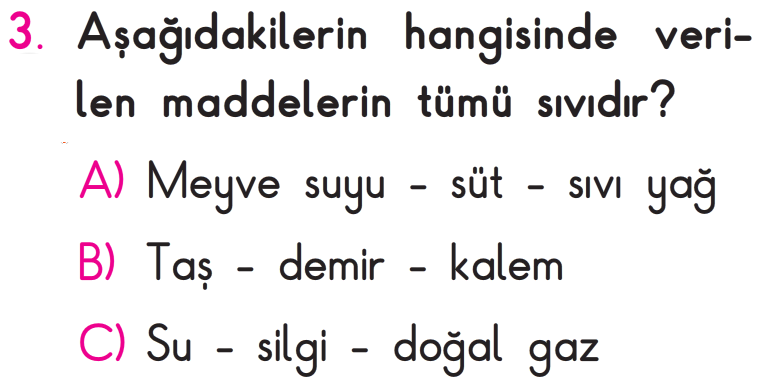 3. Aşağıdakilerin hangisinde veri-
len maddelerin tümü sıvıdır?
A) Meyve suyu - süt - sıvı yağ
B) Taş - demir - kalem
C) Su - silgi - doğal gaz